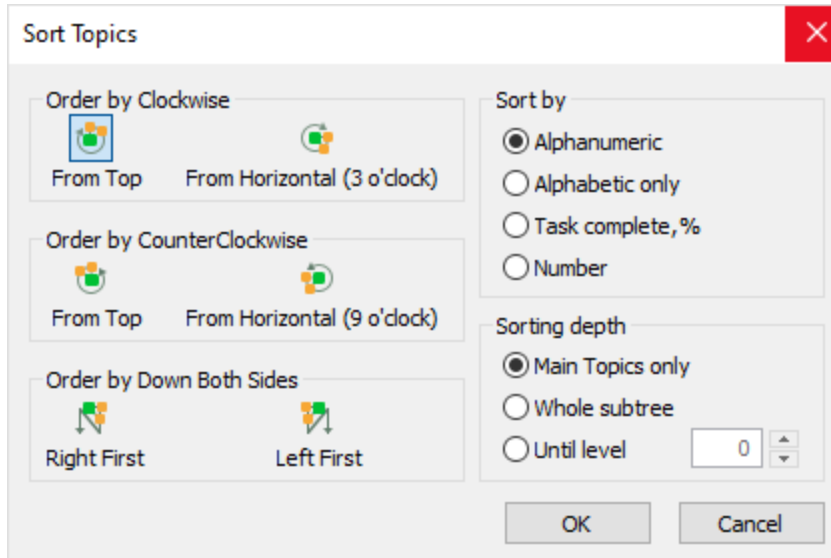 Sort Topics
Order by Clockwise
From Top
From Horizontal (3 o'clock)
Order by CounterClockwise
From Top
From Horizontal (9 o'clock)
Order by Down Both Sides
Right First
Left First
Sort by
Alphanumeric
Alphabetic only
Task complete,%
Number
Sorting depth
Main Topics only
Whole subtree
Until level
0
OK
Cancel